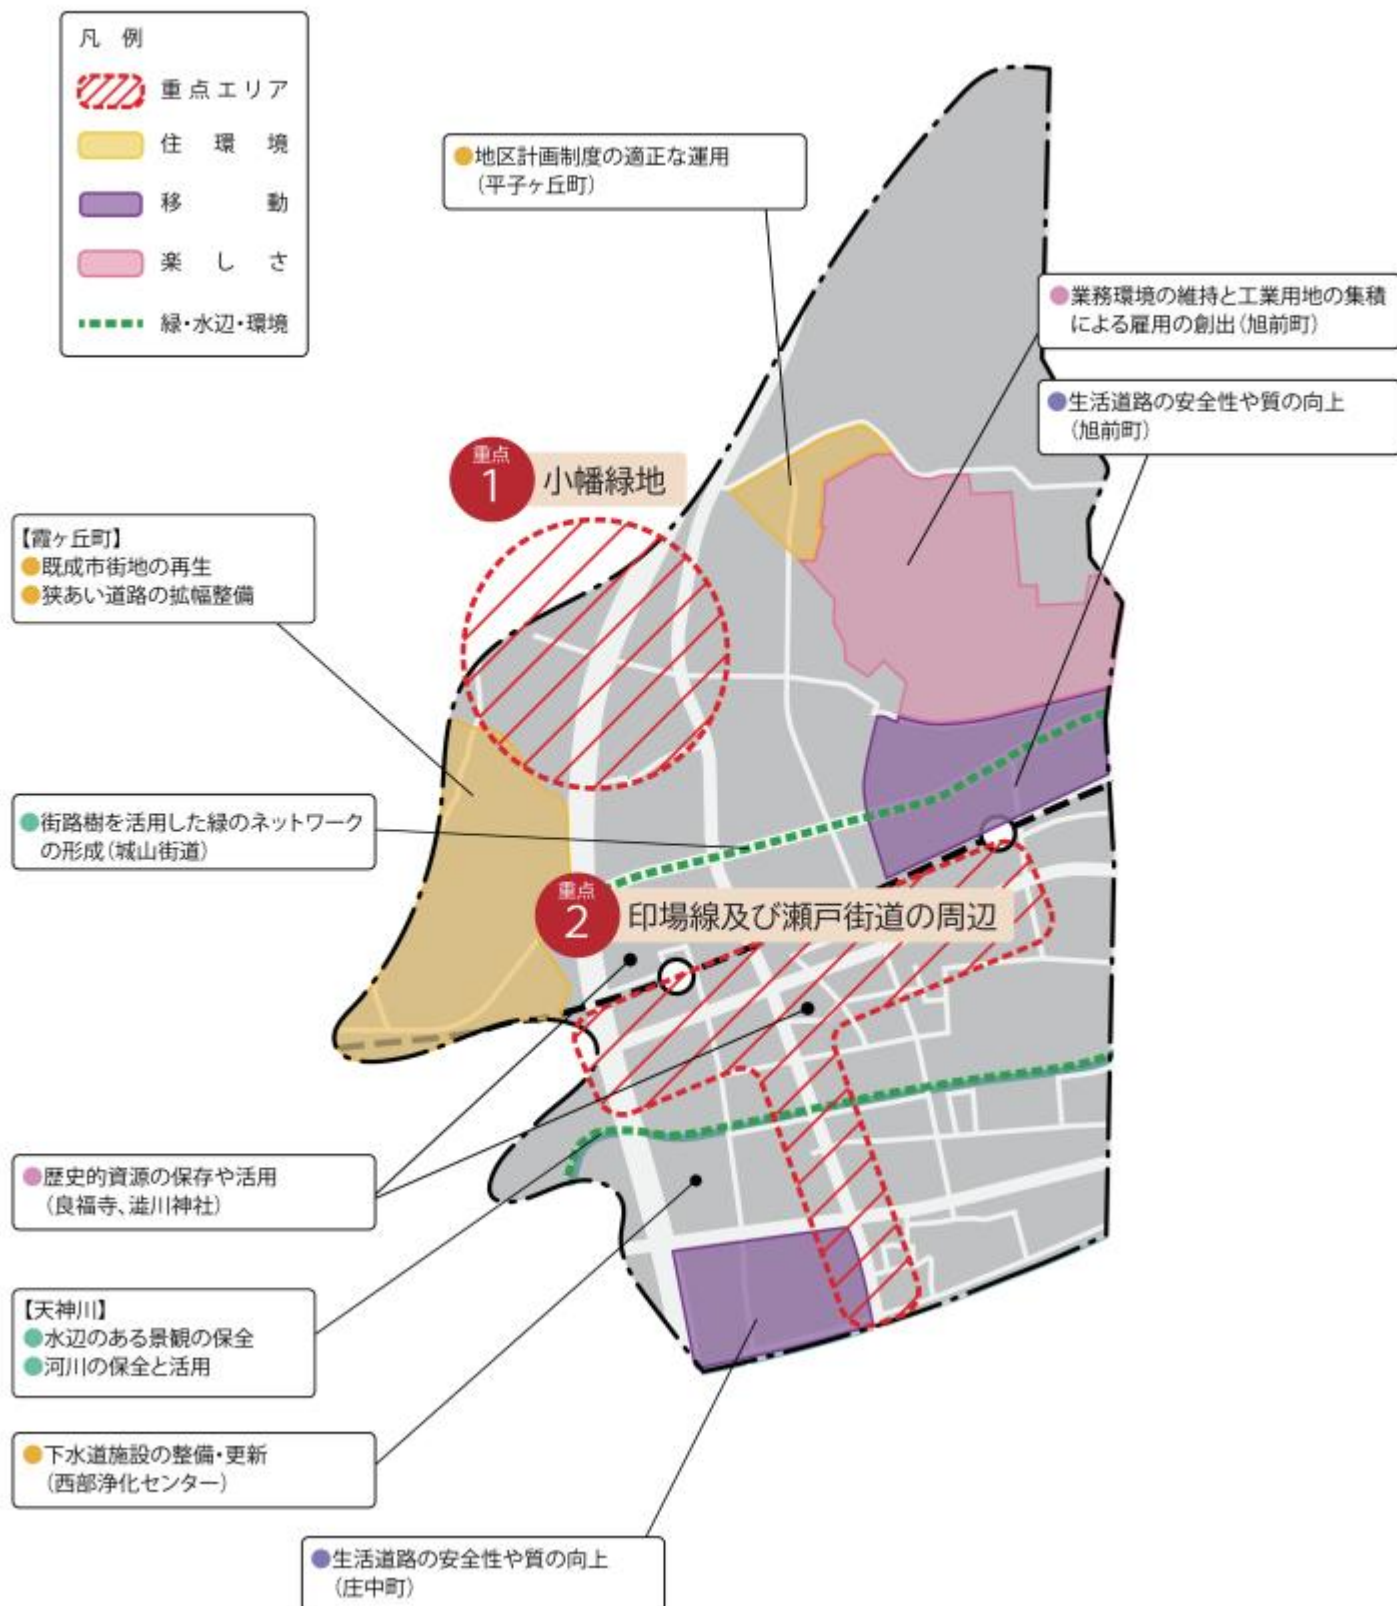 凡 例
重点エリア
住環境
移動
楽しさ
緑・水辺・環境
●地区計画制度の適正な運用
(平子ヶ丘町)
●業務環境の維持と工業用地の集積
による雇用の創出(旭前町)
●生活道路の安全性や質の向上
(旭前町)
重点
1
小幡緑地
【霞ヶ丘町】
●既成市街地の再生
●狭あい道路の拡幅整備
●街路樹を活用した緑のネットワーク
の形成(城山街道)
重点
2
印場線及び瀬戸街道の周辺
●歴史的資源の保存や活用
(良福寺、澁川神社)
【天神川】
●水辺のある景観の保全
●河川の保全と活用
●下水道施設の整備・更新
(西部浄化センター)
●生活道路の安全性や質の向上
(庄中町)